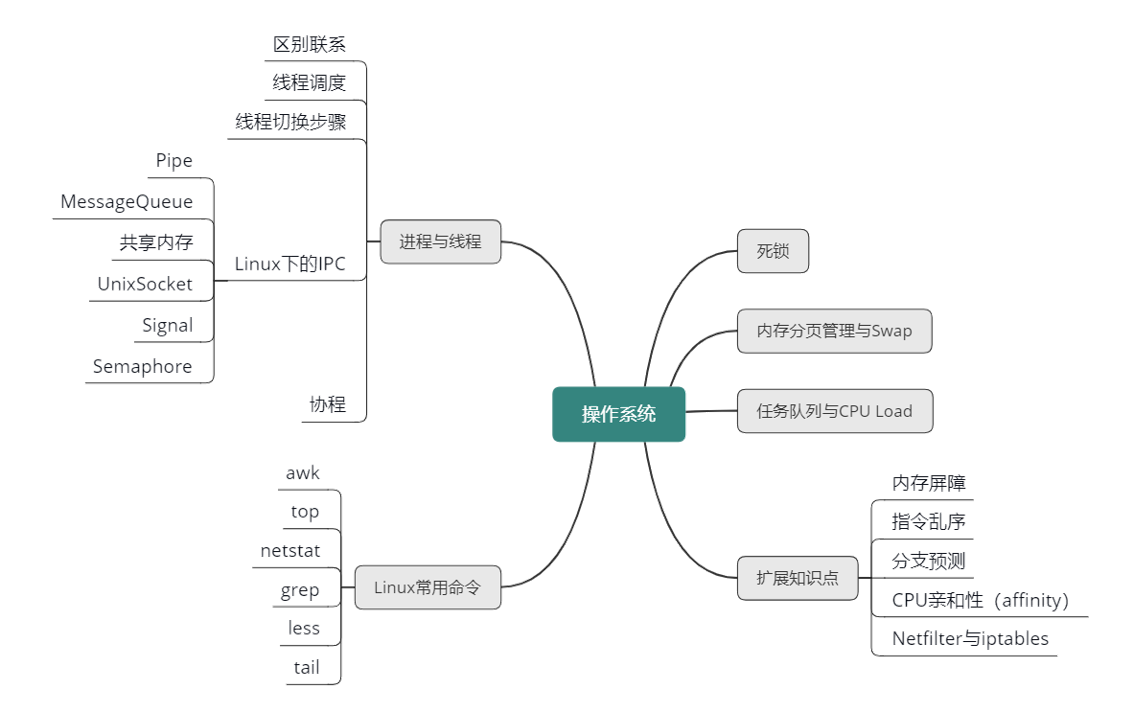 区别联系
线程调度
线程切换步骤
Pipe
MessageQueue
共享内存
UnixSocket
Signal
Semaphore
Linux下的IPC
协程
进程与线程
awk
top
netstat
grep
less
tail
Linux常用命令
操作系统
死锁
内存分页管理与Swap
任务队列与CPU Load
扩展知识点
内存屏障
指令乱序
分支预测
CPU亲和性（affinity）
Netfilter与iptables